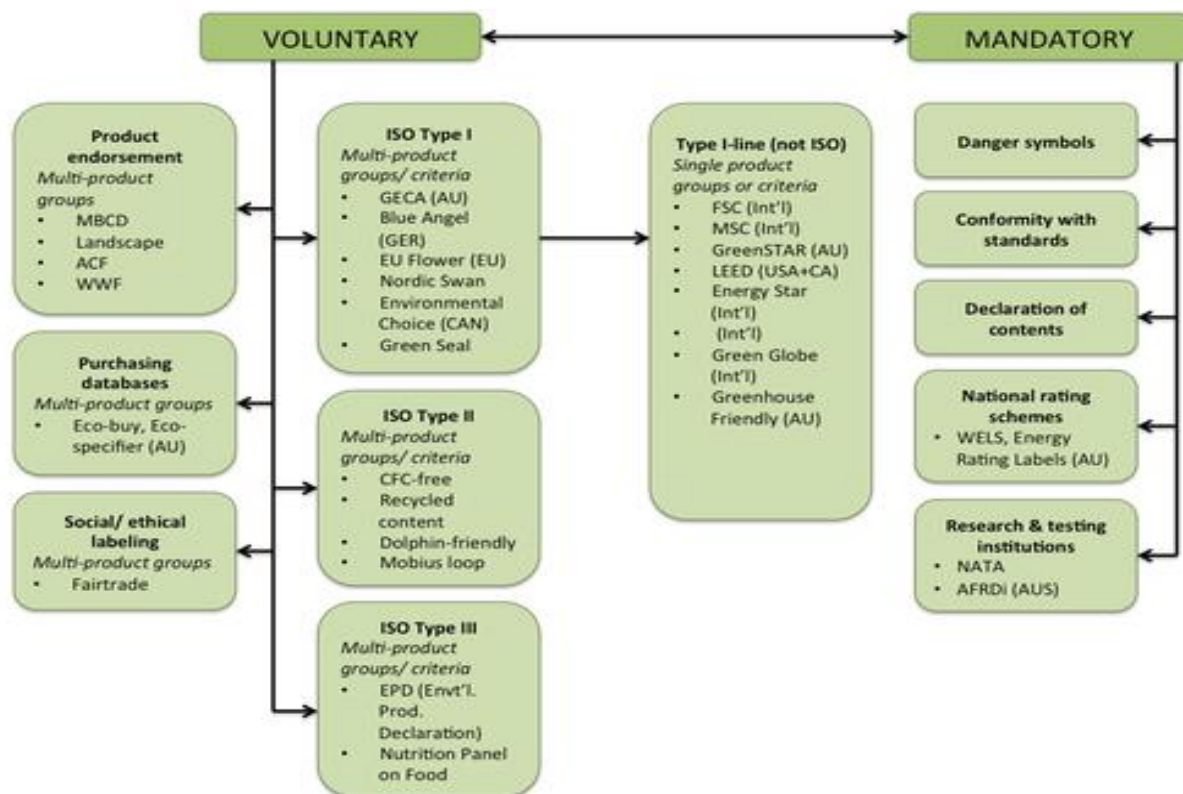 VOLUNTARY
MANDATORY
Product
endorsement
Multi-product
groups
• MBCD
• Landscape
• ACF
• WWF
Purchasing
databases
Multi-product groups
• Eco-buy, Eco-
specifier (AU)
Social/ ethical
labeling
Multi-product groups
• Fairtrade
ISO Type I
Multi-product
groups/ criteria
• GECA (AU)
• Blue Angel
(GER)
• EU Flower (EU)
• Nordic Swan
• Environmental
Choice (CAN)
• Green Seal
ISO Type II
Multi-product
groups/ criteria
• CFC-free
• Recycled
content
• Dolphin-friendly
• Mobius loop
ISO Type III
Multi-product
groups/ criteria
• EPD (Envt'l.
Prod.
Declaration)
• Nutrition Panel
on Food
Type I-line (not ISO)
Single product
groups or criteria
• FSC (Int'l)
• MSC (Int'l)
• GreenSTAR (AU)
• LEED (USA+CA)
• Energy Star
(Int'l)
• (Int'l)
• Green Globe
(Int'l)
• Greenhouse
Friendly (AU)
Danger symbols
Conformity with
standards
Declaration of
contents
National rating
schemes
• WELS, Energy
Rating Labels (AU)
Research & testing
institutions
• NATA
• AFRDi (AUS)